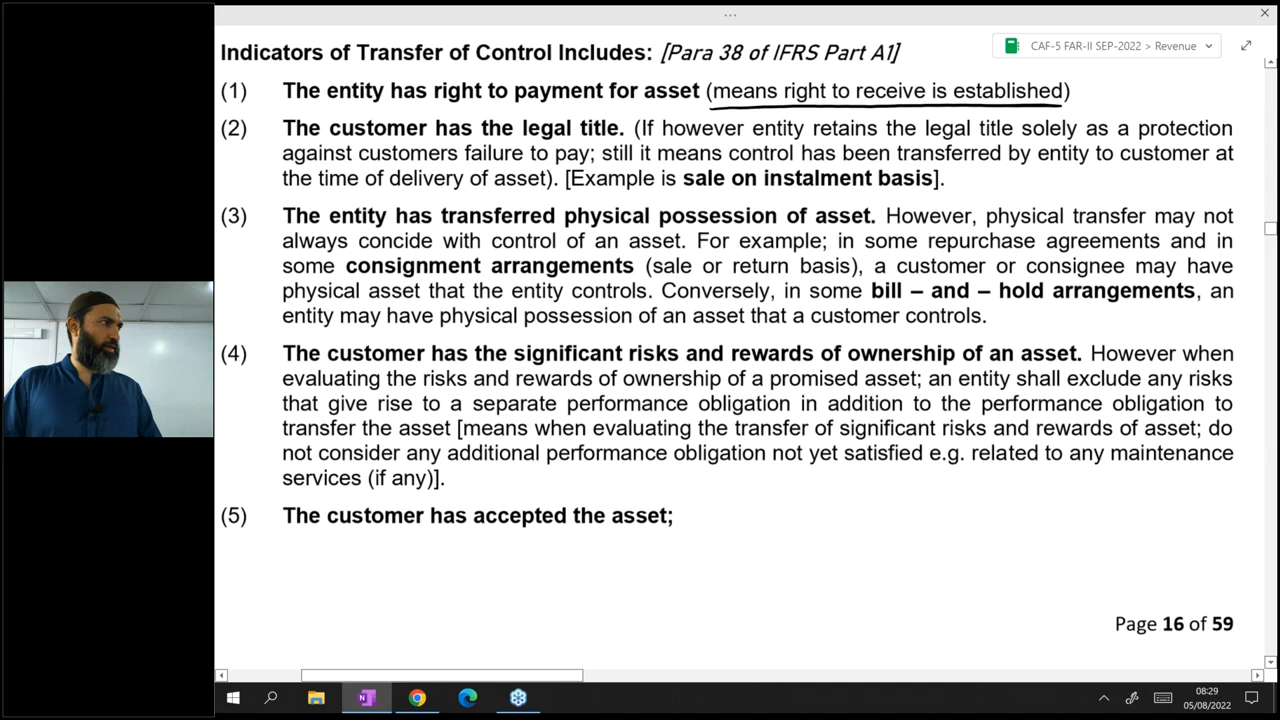 Indicators of Transfer of Control Includes: [Para 38 of IFRS Part A1]
CAF-5 FAR-II SEP-2022 > Revenue
(1) The entity has right to payment for asset (means right to receive is established)
(2) The customer has the legal title. (If however entity retains the legal title solely as a protection
against customers failure to pay; still it means control has been transferred by entity to customer at
the time of delivery of asset). [Example is sale on instalment basis].
(3) The entity has transferred physical possession of asset. However, physical transfer may not
always concide with control of an asset. For example; in some repurchase agreements and in
some consignment arrangements (sale or return basis), a customer or consignee may have
physical asset that the entity controls. Conversely, in some bill – and – hold arrangements, an
entity may have physical possession of an asset that a customer controls.
(4) The customer has the significant risks and rewards of ownership of an asset. However when
evaluating the risks and rewards of ownership of a promised asset; an entity shall exclude any risks
that give rise to a separate performance obligation in addition to the performance obligation to
transfer the asset [means when evaluating the transfer of significant risks and rewards of asset; do
not consider any additional performance obligation not yet satisfied e.g. related to any maintenance
services (if any)].
(5) The customer has accepted the asset;
Page 16 of 59
08:29
05/08/2022